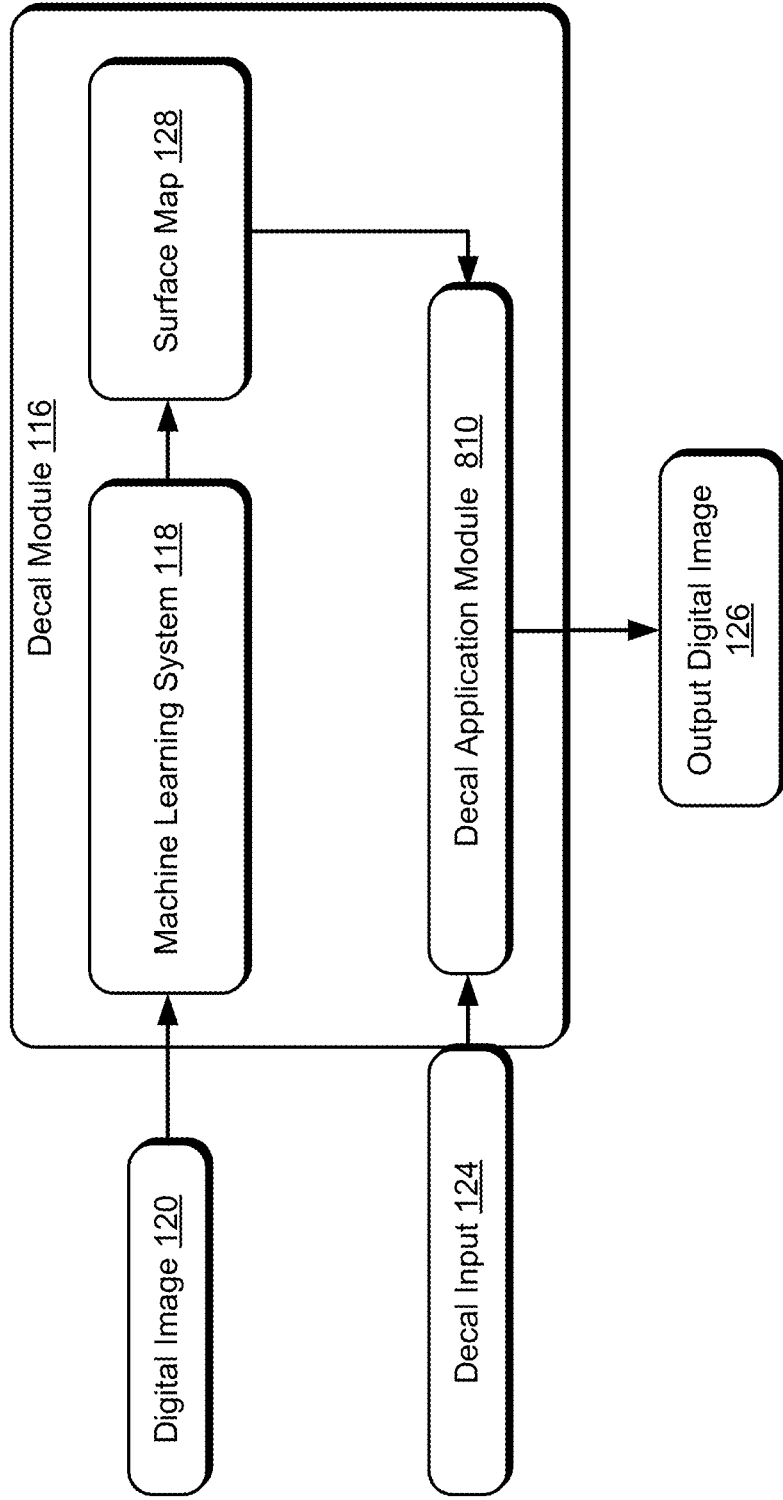 Decal Module 116
Digital Image 120
Machine Learning System 118
Surface Map 128
Decal Input 124
Decal Application Module 810
Output Digital Image
126